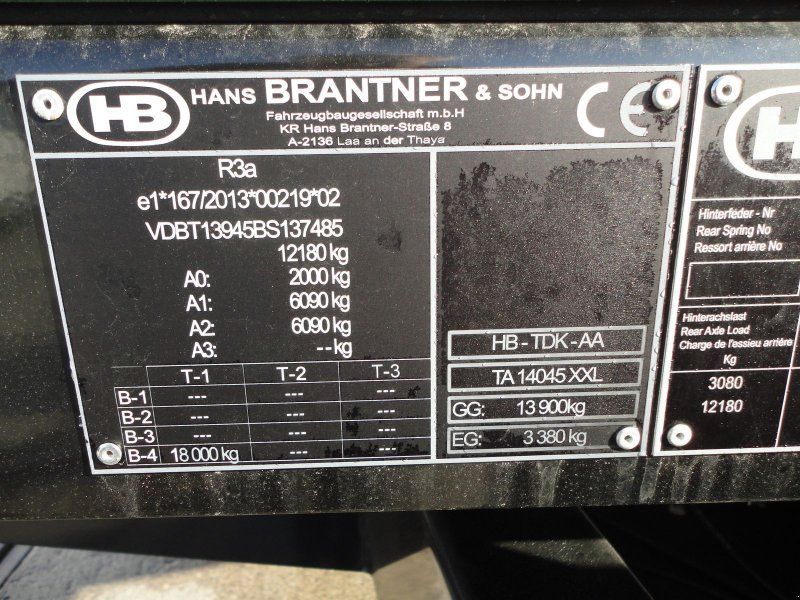 HB HANS BRANTNER & SOHN CE
Fahrzeugbaugesellschaft m.b.H
KR Hans Brantner-Straße 8
A-2136 Laa an der Thaya
R3a
e1*167/2013*00219*02
VDBT13945BS137485
12180 kg
A0: 2000 kg
A1: 6090 kg
A2: 6090 kg
A3: -- kg
T-1 T-2 T-3
B-1 --- --- ---
B-2 --- --- ---
B-3 --- --- ---
B-4 18 000 kg --- ---
HB - TDK - AA
TA 14045 XXL
GG: 13 900kg
EG: 3 380 kg
H
Hinterfeder - Nr
Rear Spring No
Ressort arrière No
Hinterachslast
Rear Axle Load
Charge de l'essieu arrière
Kg
3080
12180